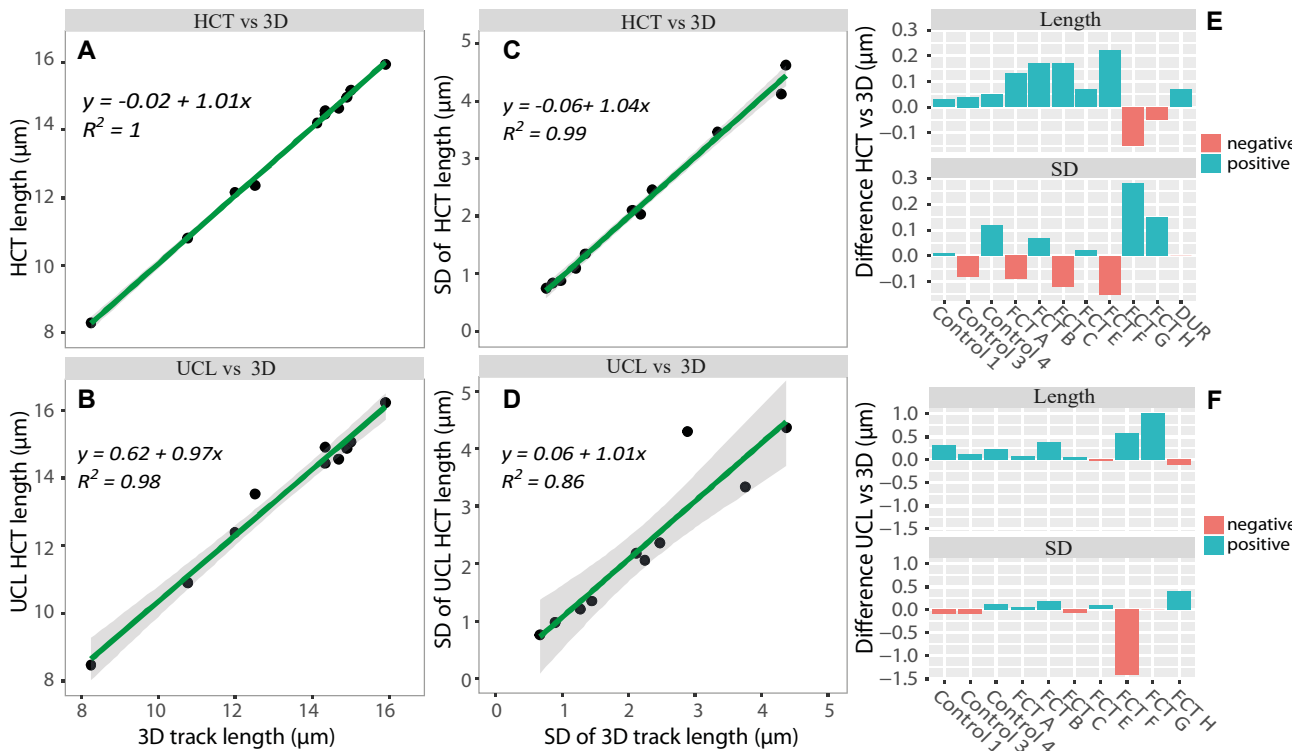 HCT vs 3D
A
y = -0.02 + 1.01x
R² = 1
HCT length (μm)
16
14
12
10
8
UCL vs 3D
B
y = 0.62 + 0.97x
R² = 0.98
UCL HCT length (μm)
16
14
12
10
8
8 10 12 14 16
3D track length (μm)
HCT vs 3D
C
y = -0.06+ 1.04x
R² = 0.99
SD of HCT length (μm)
5
4
3
2
1
0
UCL vs 3D
D
y = 0.06 + 1.01x
R² = 0.86
SD of UCL HCT length (μm)
5
4
3
2
1
0
0 1 2 3 4 5
SD of 3D track length (μm)
Length
E
Difference HCT vs 3D (μm)
0.3
0.2
0.1
0.0
−0.1
SD
0.3
0.2
0.1
0.0
−0.1
Control 1
Control 3
Control 4
FCT A
FCT B
FCT C
FCT E
FCT F
FCT G
FCT H
DUR
negative
positive
Length
F
Difference UCL vs 3D (μm)
1.0
0.5
0.0
−0.5
−1.0
−1.5
SD
1.0
0.5
0.0
−0.5
−1.0
−1.5
Control 1
Control 3
Control 4
FCT A
FCT B
FCT C
FCT E
FCT F
FCT G
FCT H
negative
positive